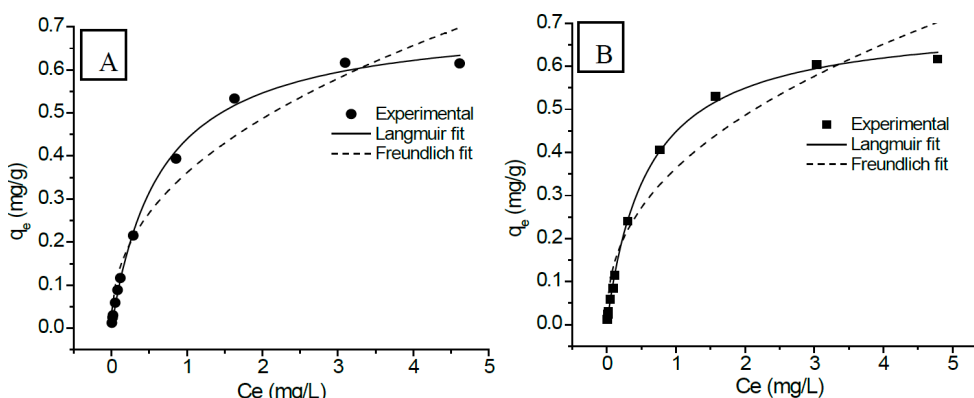 A
0.7
0.6
0.5
0.4
0.3
0.2
0.1
0.0
qe (mg/g)
Experimental
Langmuir fit
Freundlich fit
0 1 2 3 4 5
Ce (mg/L)
B
0.7
0.6
0.5
0.4
0.3
0.2
0.1
0.0
qe (mg/g)
Experimental
Langmuir fit
Freundlich fit
0 1 2 3 4 5
Ce (mg/L)